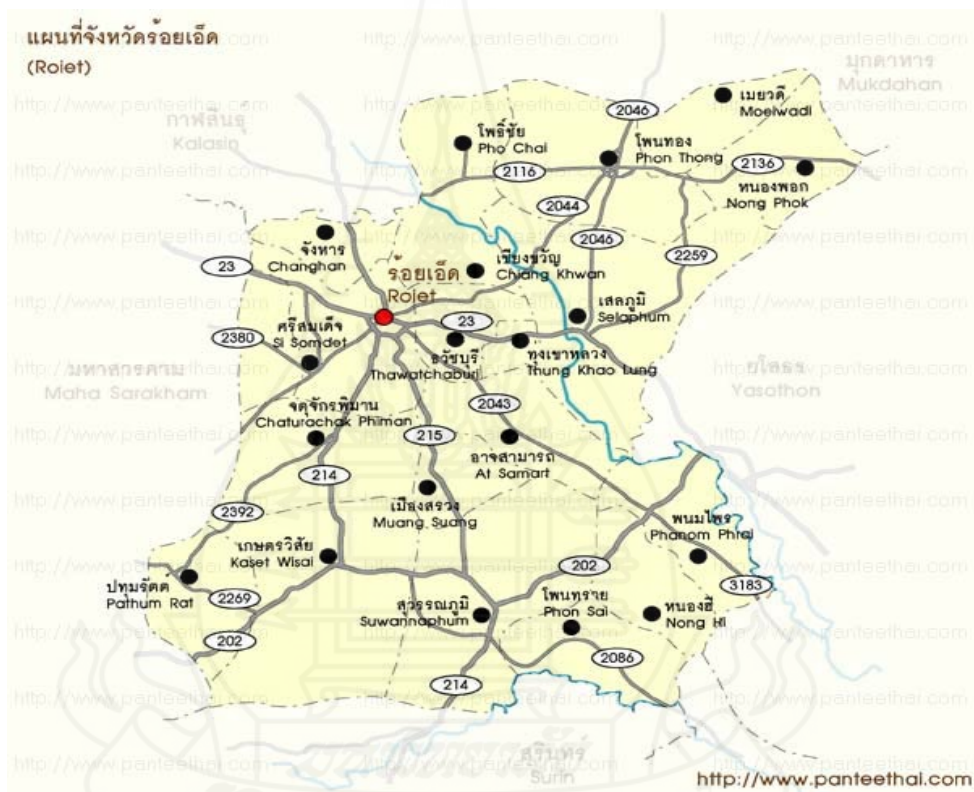 แผนที่จังหวัดร้อยเอ็ด
(Roiet)
มุกดาหาร
Mukdahan
เมยวดี
Moeiwadi
2046
กาฬสินธุ์
Kalasin
โพธิ์ชัย
Pho Chai
โพนทอง
Phon Thong
2116
2136
หนองพอก
Nong Phok
2044
2046
2259
จังหาร
Changhan
23
ร้อยเอ็ด
Roiet
เชียงขวัญ
Chiang Khwan
เสลภูมิ
Selaphum
23
2380
ศรีสมเด็จ
Si Somdet
ธวัชบุรี
Thawatchaburi
ทุ่งเขาหลวง
Thung Khao Lung
มหาสารคาม
Maha Sarakham
ยโสธร
Yasothon
จตุจักรพิมาน
Chaturachak Phiman
2043
215
อาจสามารถ
At Samart
214
เมืองสรวง
Muang Suang
2392
พนมไพร
Phanom Phrai
เกษตรวิสัย
Kaset Wisai
202
ปทุมรัตต์
Pathum Rat
2269
3183
สุวรรณภูมิ
Suwannaphum
โพนทราย
Phon Sai
หนองฮี
Nong Hi
202
2086
214
สุรินทร์
Surin
http://www.panteethai.com